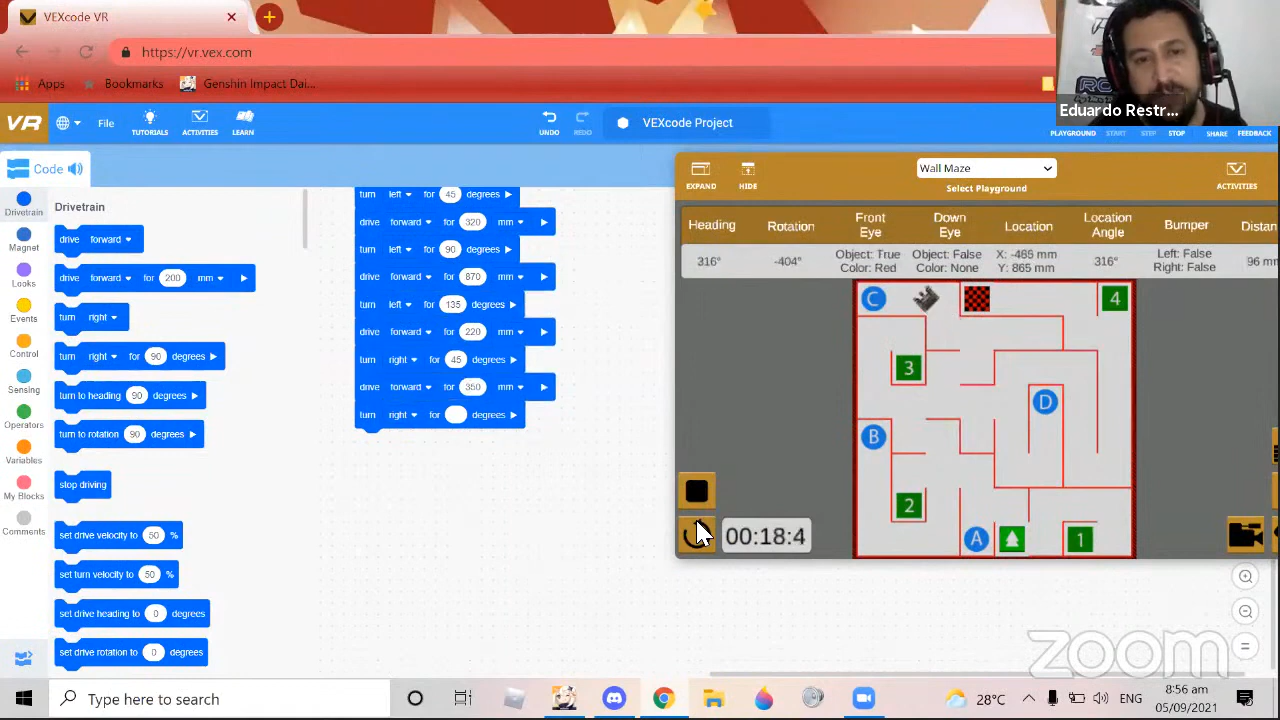 VEXcode VR
https://vr.vex.com
Apps
Bookmarks
Genshin Impact Dai...
Eduardo Restr...
VR
File
TUTORIALS
ACTIVITIES
LEARN
UNDO
REDO
VEXcode Project
PLAYGROUND
START
STEP
STOP
SHARE
FEEDBACK
Code
Drivetrain
Magnet
Looks
Events
Control
Sensing
Operators
Variables
My Blocks
Comments
Drivetrain
drive forward
drive forward for 200 mm
turn right
turn right for 90 degrees
turn to heading 90 degrees
turn to rotation 90 degrees
stop driving
set drive velocity to 50 %
set turn velocity to 50 %
set drive heading to 0 degrees
set drive rotation to 0 degrees
turn left for 45 degrees
drive forward for 320 mm
turn left for 90 degrees
drive forward for 870 mm
turn left for 135 degrees
drive forward for 220 mm
turn right for 45 degrees
drive forward for 350 mm
turn right for degrees
EXPAND
HIDE
Wall Maze
Select Playground
ACTIVITIES
Heading Rotation Front Eye Down Eye Location Location Angle Bumper Distan
316° -404° Object: True Object: False X: -465 mm 316° Left: False 96 mm
Color: Red Color: None Y: 865 mm Right: False
C
4
3
D
B
2
A
1
00:18:4
zoom
Type here to search
28°C
ENG
8:56 am
05/09/2021